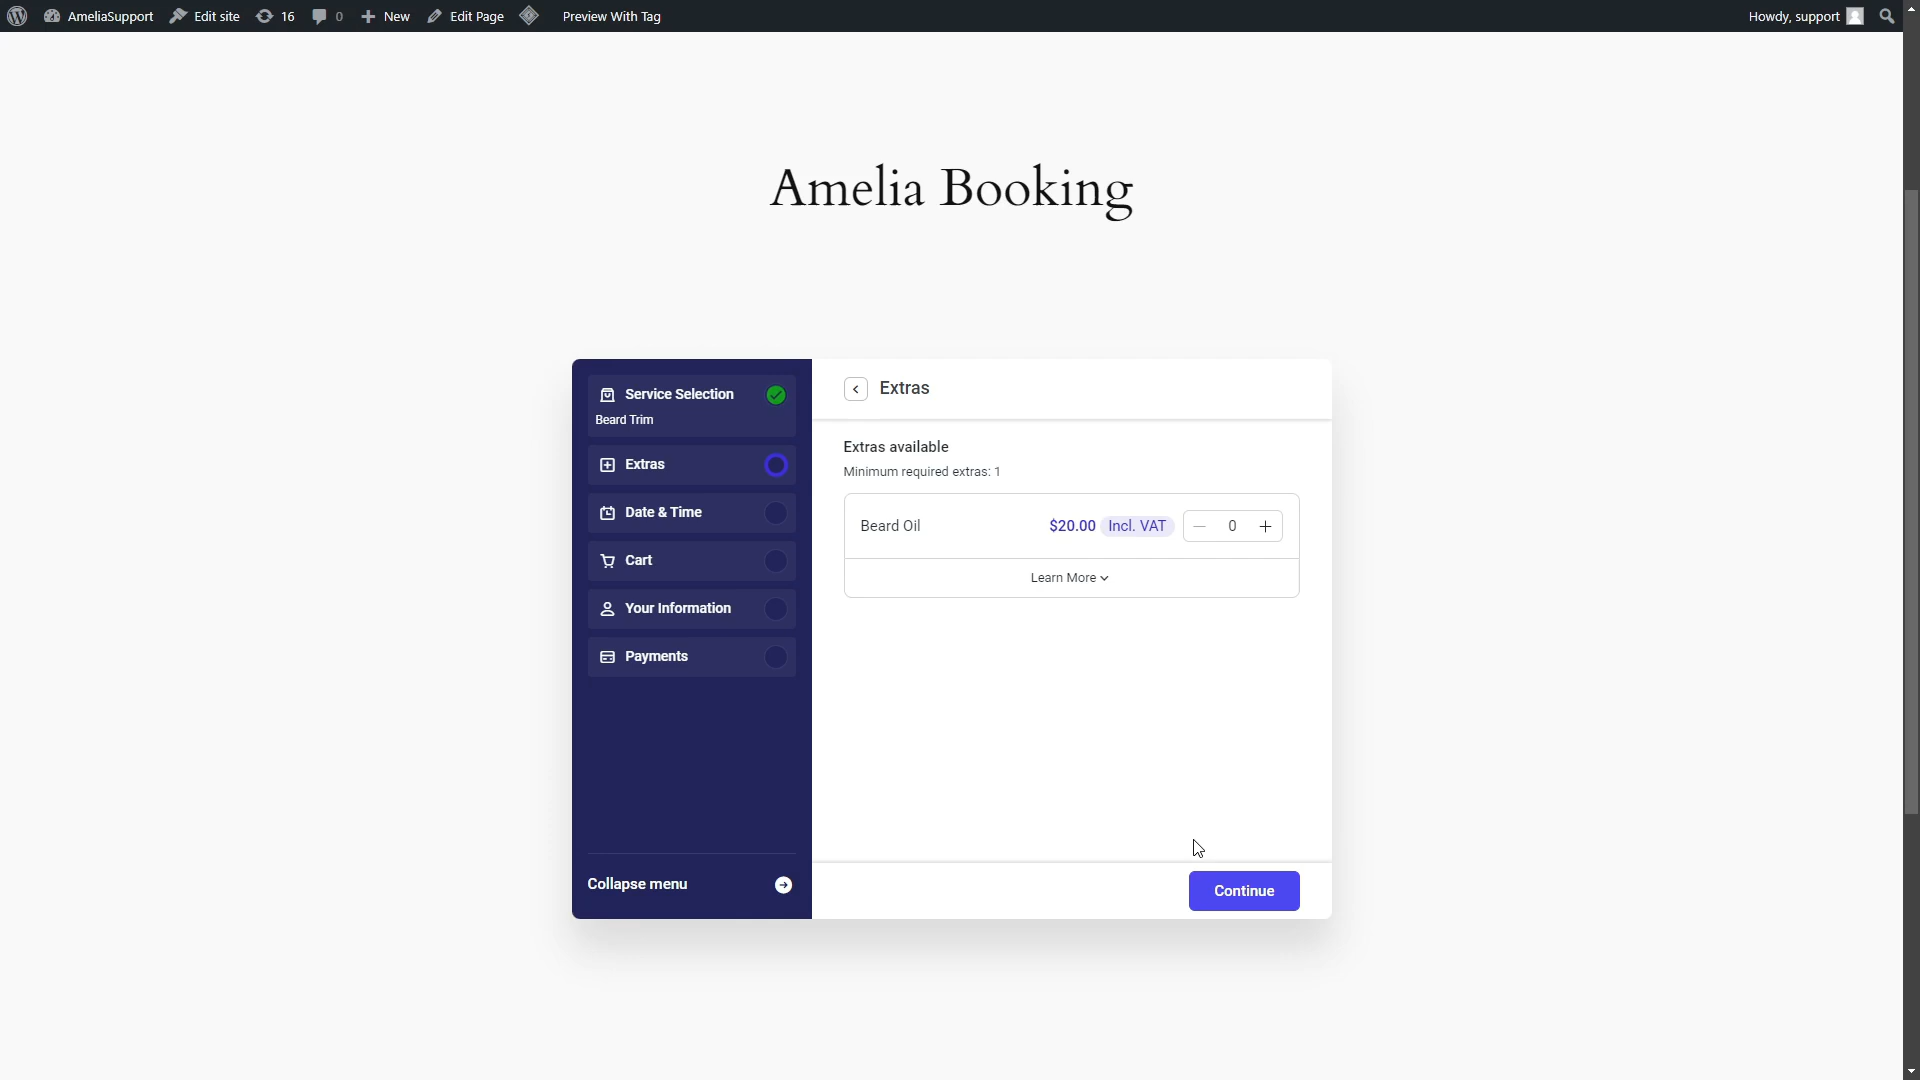 AmeliaSupport Edit site 16 0 New Edit Page Preview With Tag Howdy, support
Amelia Booking
Service Selection
Beard Trim
Extras
Date & Time
Cart
Your Information
Payments
Collapse menu
Extras
Extras available
Minimum required extras: 1
Beard Oil $20.00 Incl. VAT 0
Learn More
Continue